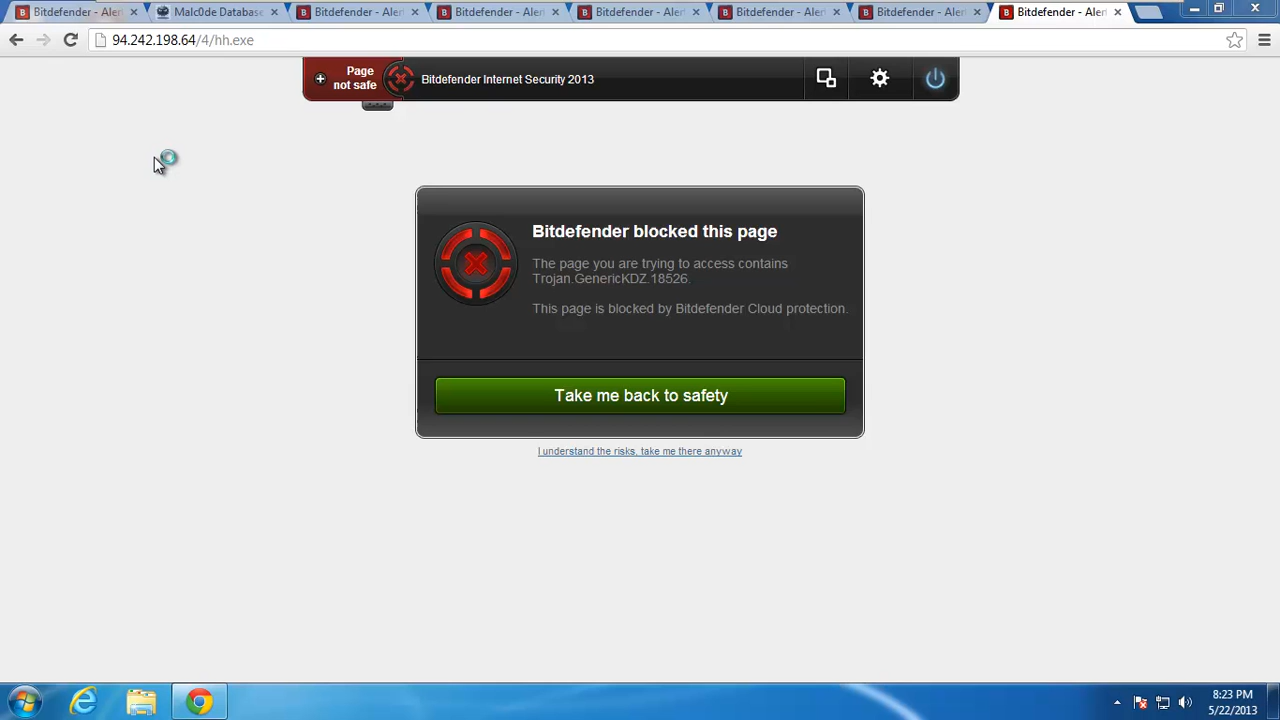 Bitdefender - Aler
Malc0de Database
Bitdefender - Aler
Bitdefender - Aler
Bitdefender - Aler
Bitdefender - Aler
Bitdefender - Aler
Bitdefender - Aler
94.242.198.64/4/hh.exe
Page
not safe
Bitdefender Internet Security 2013
Bitdefender blocked this page
The page you are trying to access contains
Trojan.GenericKDZ.18526.
This page is blocked by Bitdefender Cloud protection.
Take me back to safety
I understand the risks, take me there anyway
8:23 PM
5/22/2013